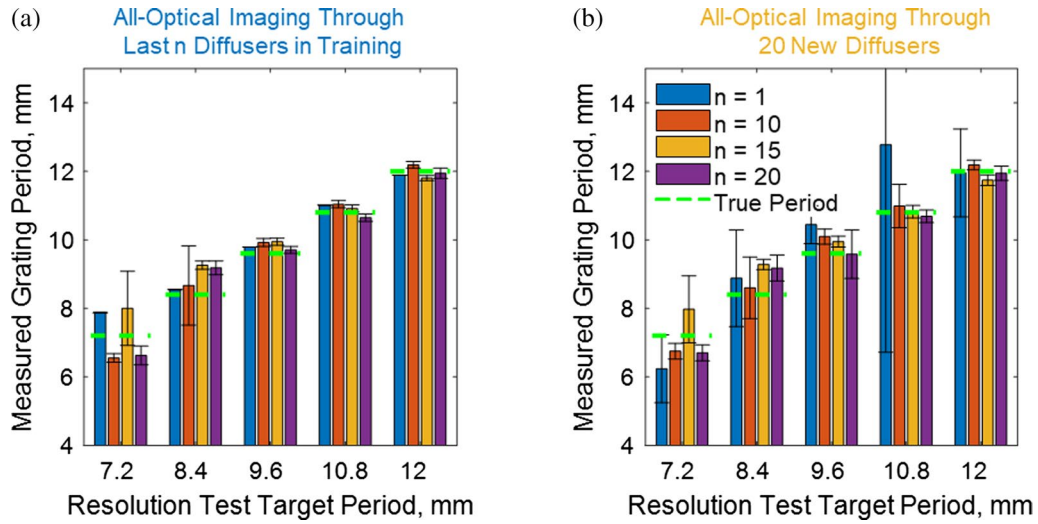 (a)
All-Optical Imaging Through
Last n Diffusers in Training
Measured Grating Period, mm
14
12
10
8
6
4
7.2 8.4 9.6 10.8 12
Resolution Test Target Period, mm
(b)
All-Optical Imaging Through
20 New Diffusers
Measured Grating Period, mm
14
12
10
8
6
4
n = 1
n = 10
n = 15
n = 20
True Period
7.2 8.4 9.6 10.8 12
Resolution Test Target Period, mm